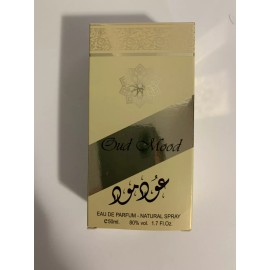 Oud Mood
عود مود
EAU DE PARFUM - NATURAL SPRAY
℮50ml. 80% vol. 1.7 Fl.Oz.